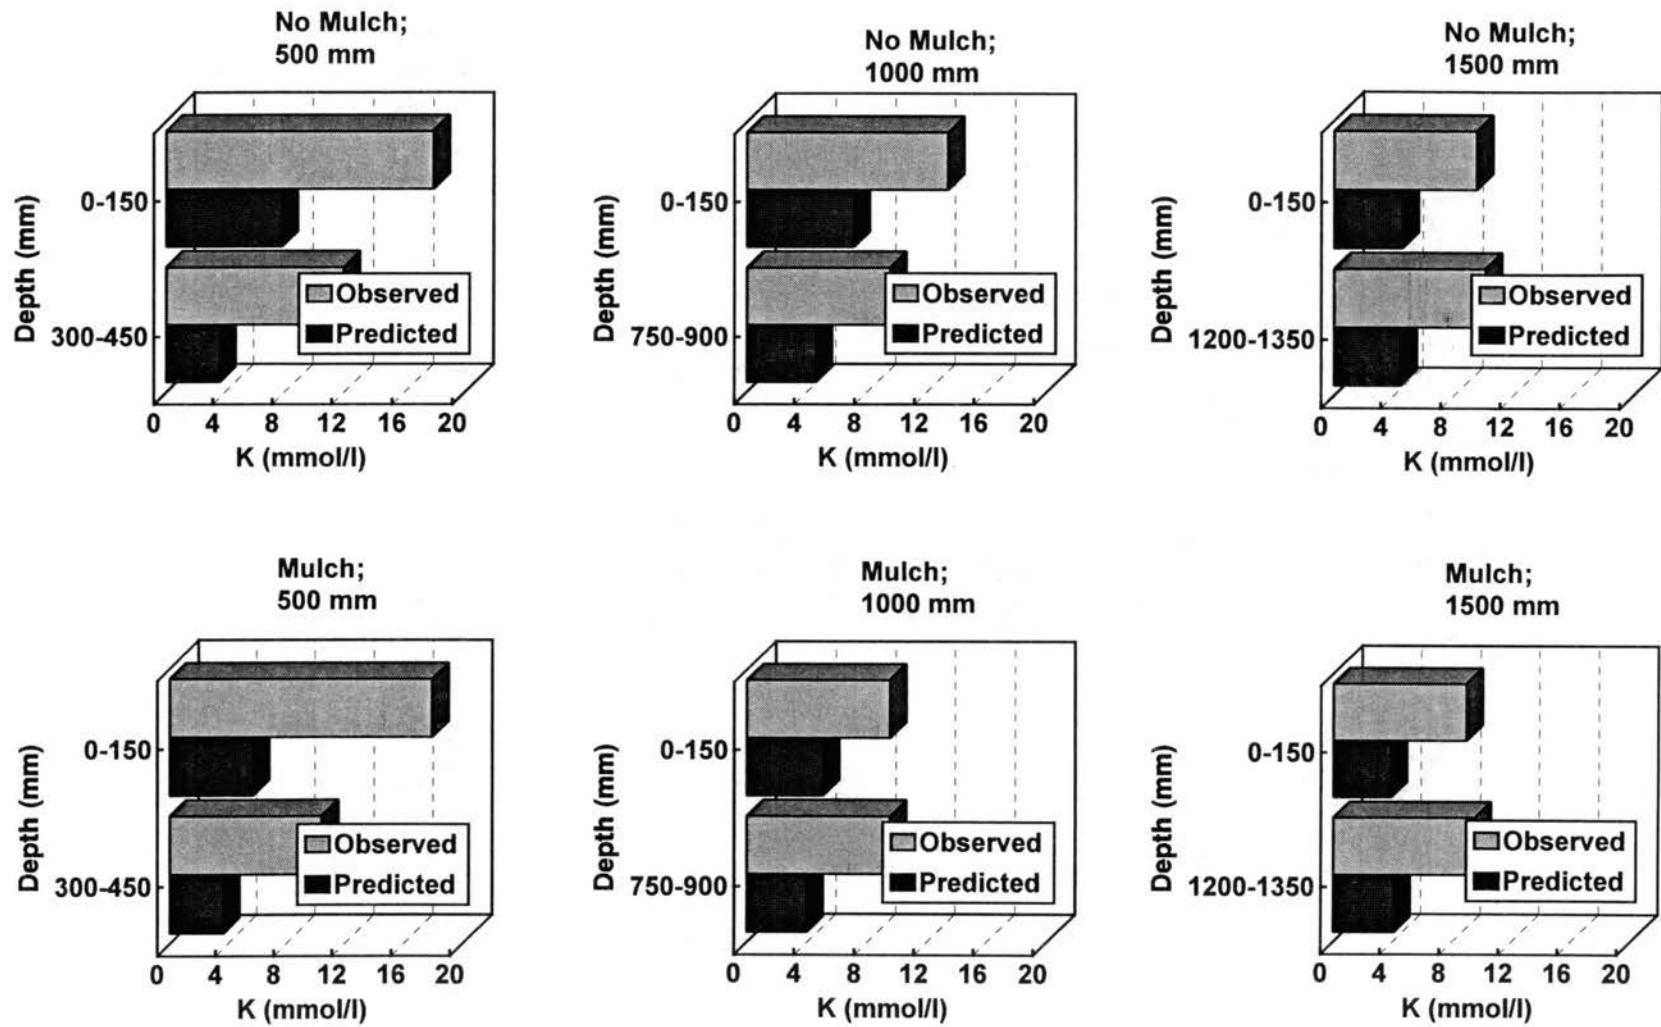 No Mulch;
500 mm
Depth (mm)
0-150
300-450
Observed
Predicted
0 4 8 12 16 20
K (mmol/l)
No Mulch;
1000 mm
Depth (mm)
0-150
750-900
Observed
Predicted
0 4 8 12 16 20
K (mmol/l)
No Mulch;
1500 mm
Depth (mm)
0-150
1200-1350
Observed
Predicted
0 4 8 12 16 20
K (mmol/l)
Mulch;
500 mm
Depth (mm)
0-150
300-450
Observed
Predicted
0 4 8 12 16 20
K (mmol/l)
Mulch;
1000 mm
Depth (mm)
0-150
750-900
Observed
Predicted
0 4 8 12 16 20
K (mmol/l)
Mulch;
1500 mm
Depth (mm)
0-150
1200-1350
Observed
Predicted
0 4 8 12 16 20
K (mmol/l)